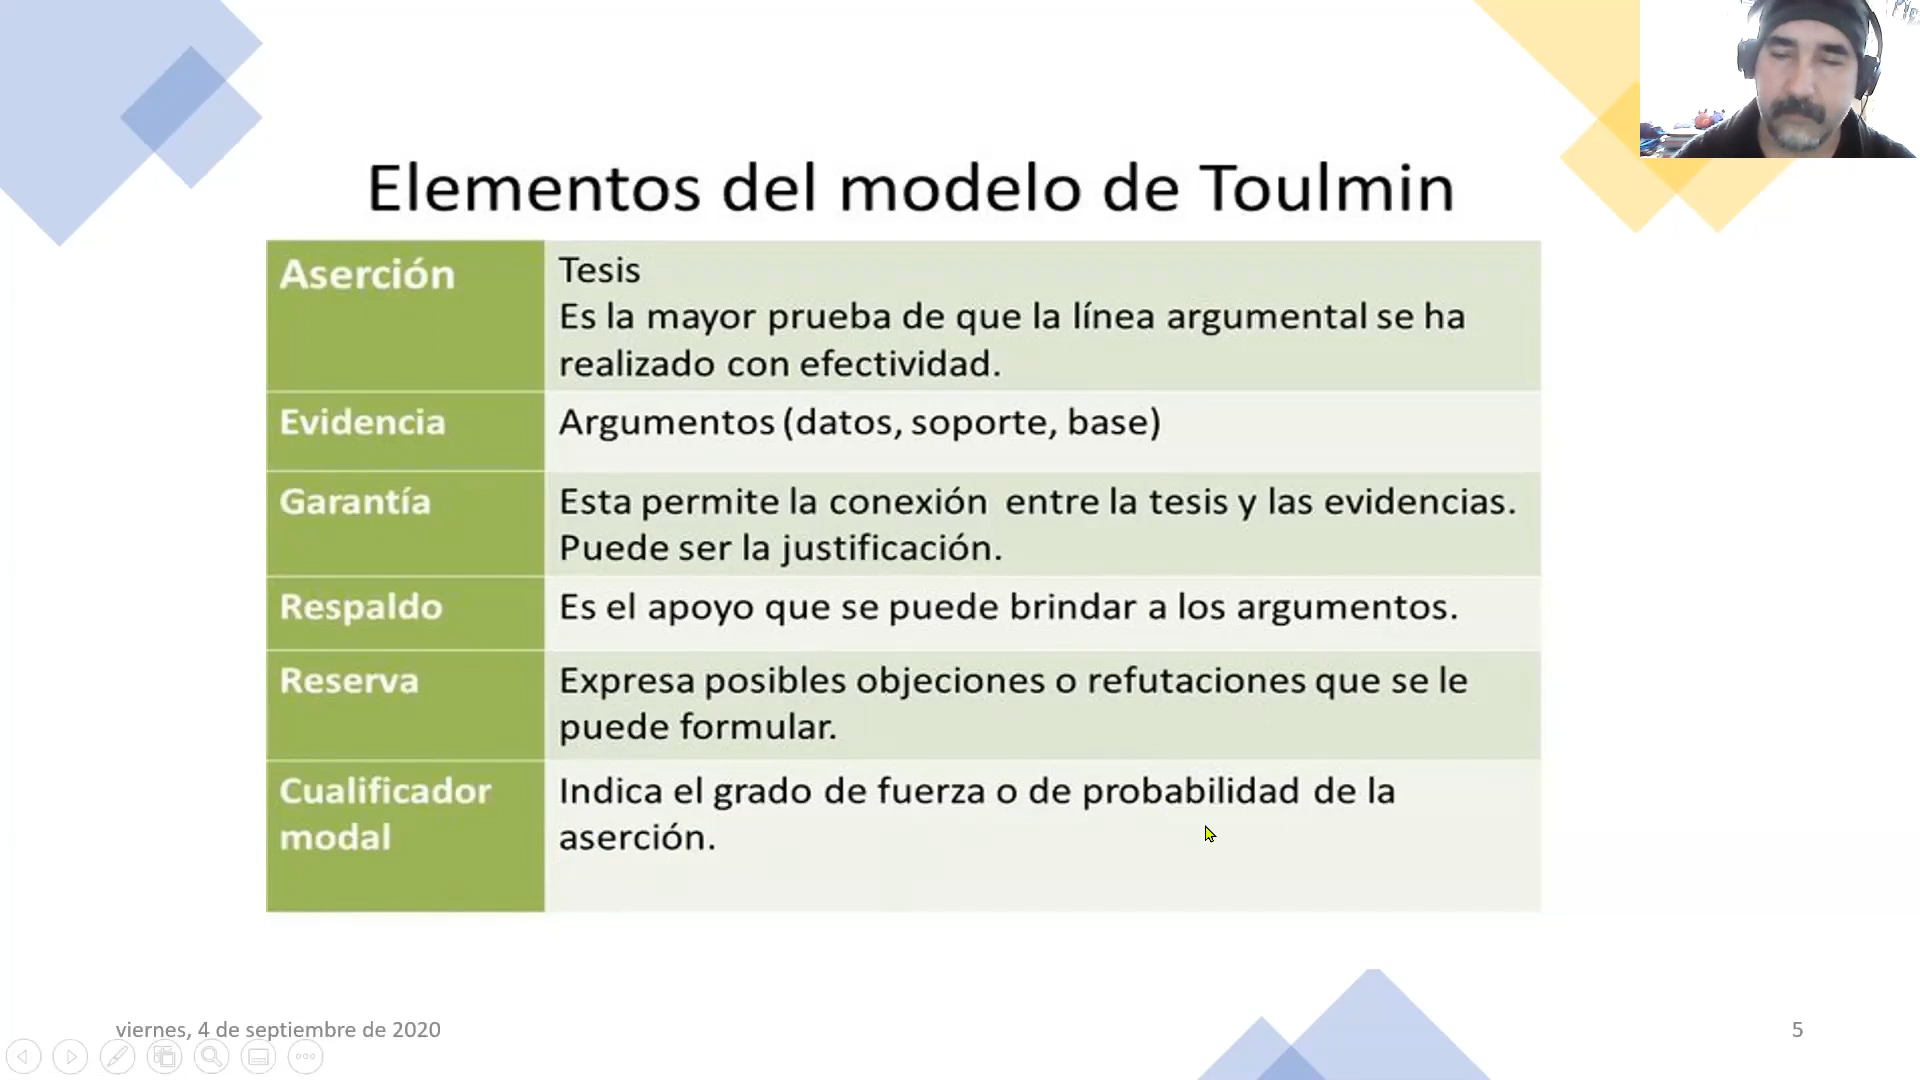 Elementos del modelo de Toulmin
Aserción
Tesis
Es la mayor prueba de que la línea argumental se ha
realizado con efectividad.
Evidencia
Argumentos (datos, soporte, base)
Garantía
Esta permite la conexión entre la tesis y las evidencias.
Puede ser la justificación.
Respaldo
Es el apoyo que se puede brindar a los argumentos.
Reserva
Expresa posibles objeciones o refutaciones que se le
puede formular.
Cualificador
modal
Indica el grado de fuerza o de probabilidad de la
aserción.
viernes, 4 de septiembre de 2020
5